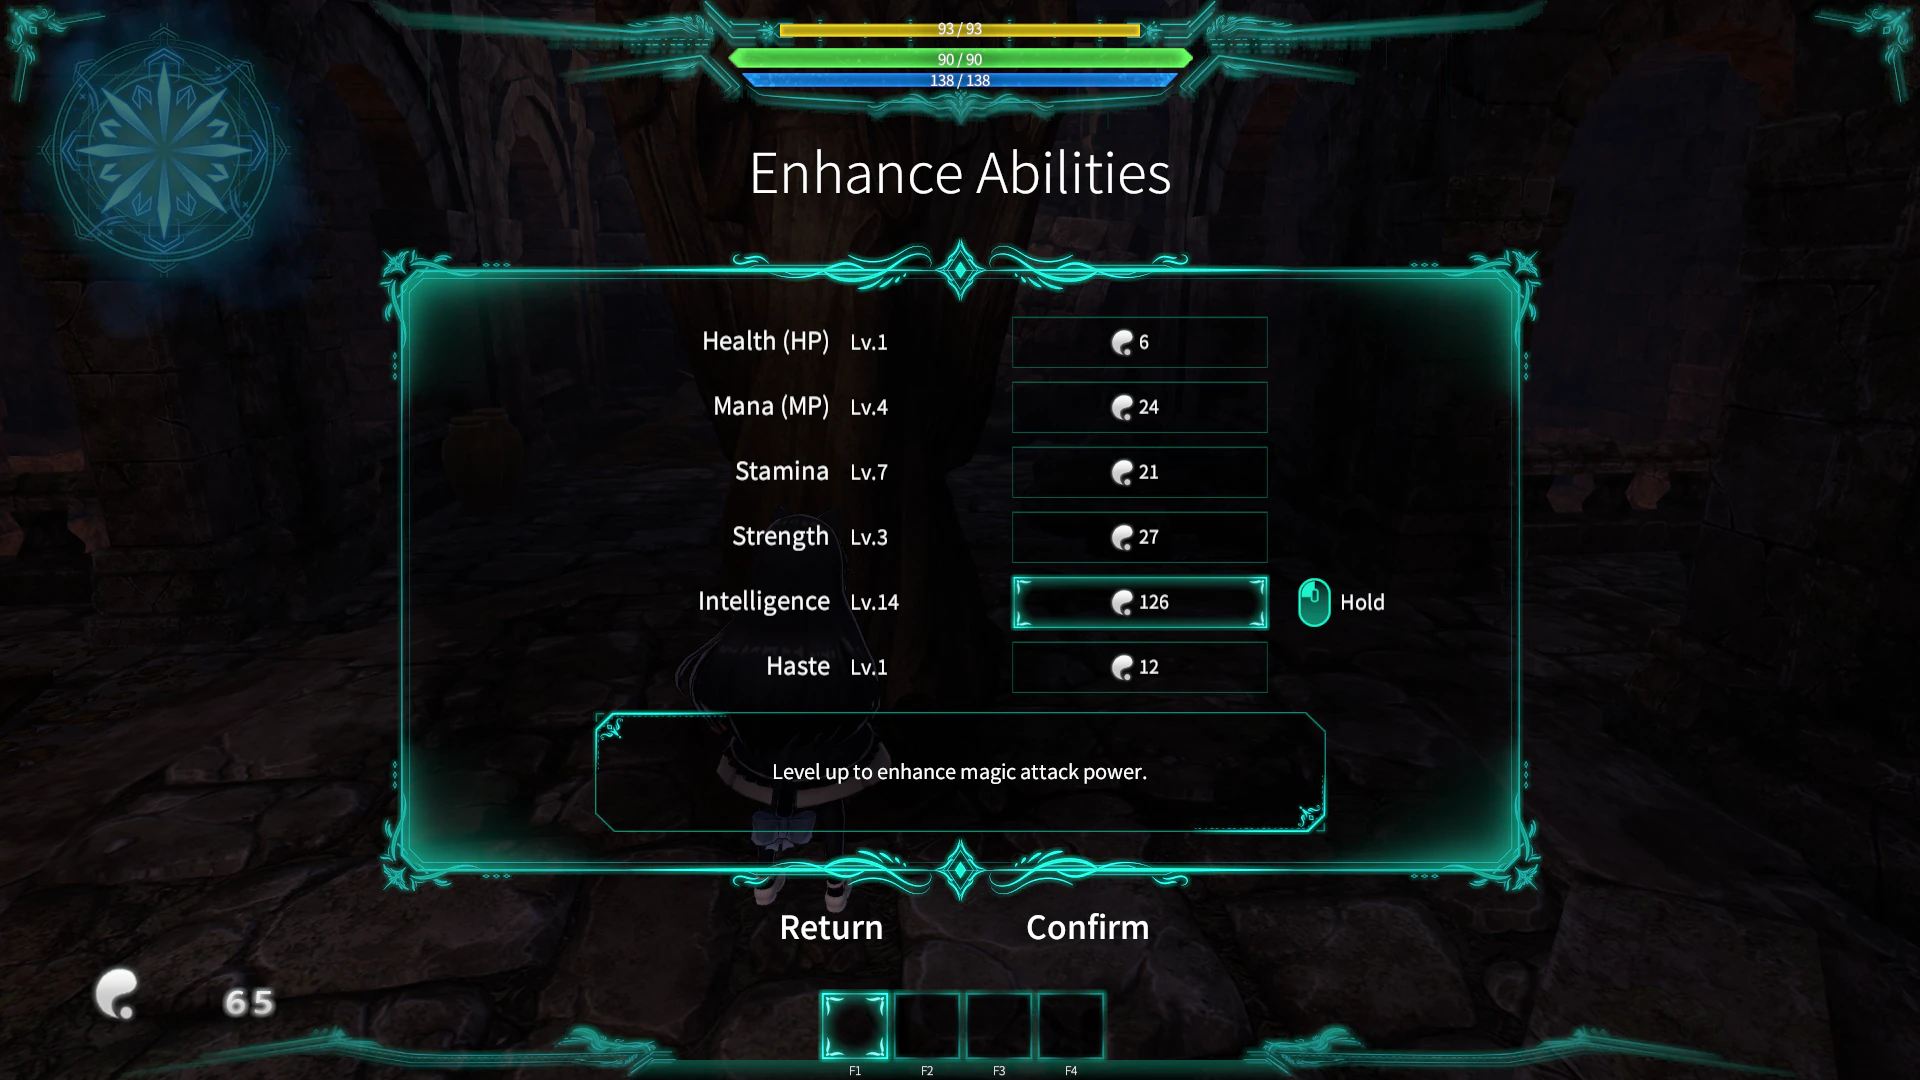 93 / 93
90 / 90
138 / 138
Enhance Abilities
Health (HP) Lv.1 6
Mana (MP) Lv.4 24
Stamina Lv.7 21
Strength Lv.3 27
Intelligence Lv.14 126 Hold
Haste Lv.1 12
Level up to enhance magic attack power.
Return Confirm
65
F1 F2 F3 F4